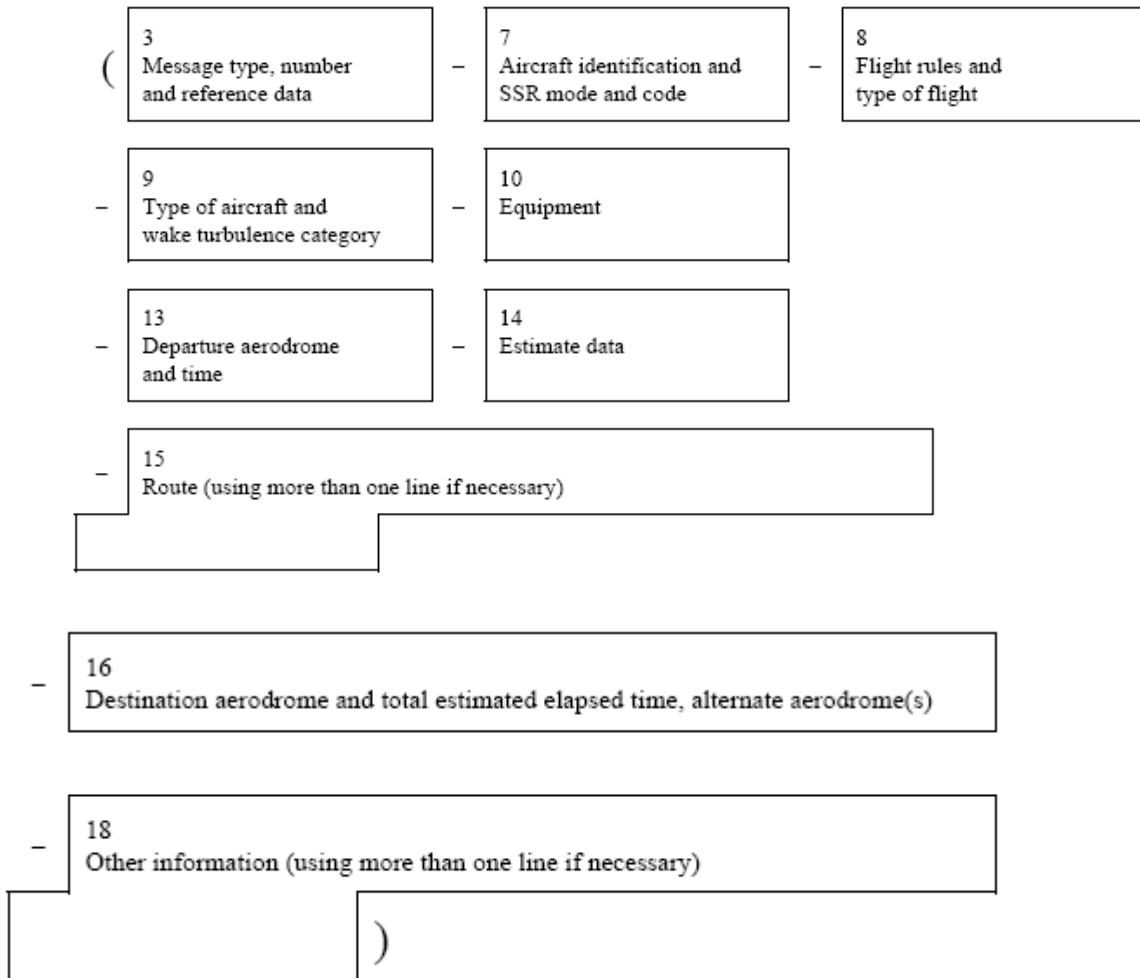 (
3
Message type, number
and reference data
–
7
Aircraft identification and
SSR mode and code
–
8
Flight rules and
type of flight
–
9
Type of aircraft and
wake turbulence category
–
10
Equipment
–
13
Departure aerodrome
and time
–
14
Estimate data
–
15
Route (using more than one line if necessary)
–
16
Destination aerodrome and total estimated elapsed time, alternate aerodrome(s)
–
18
Other information (using more than one line if necessary)
)